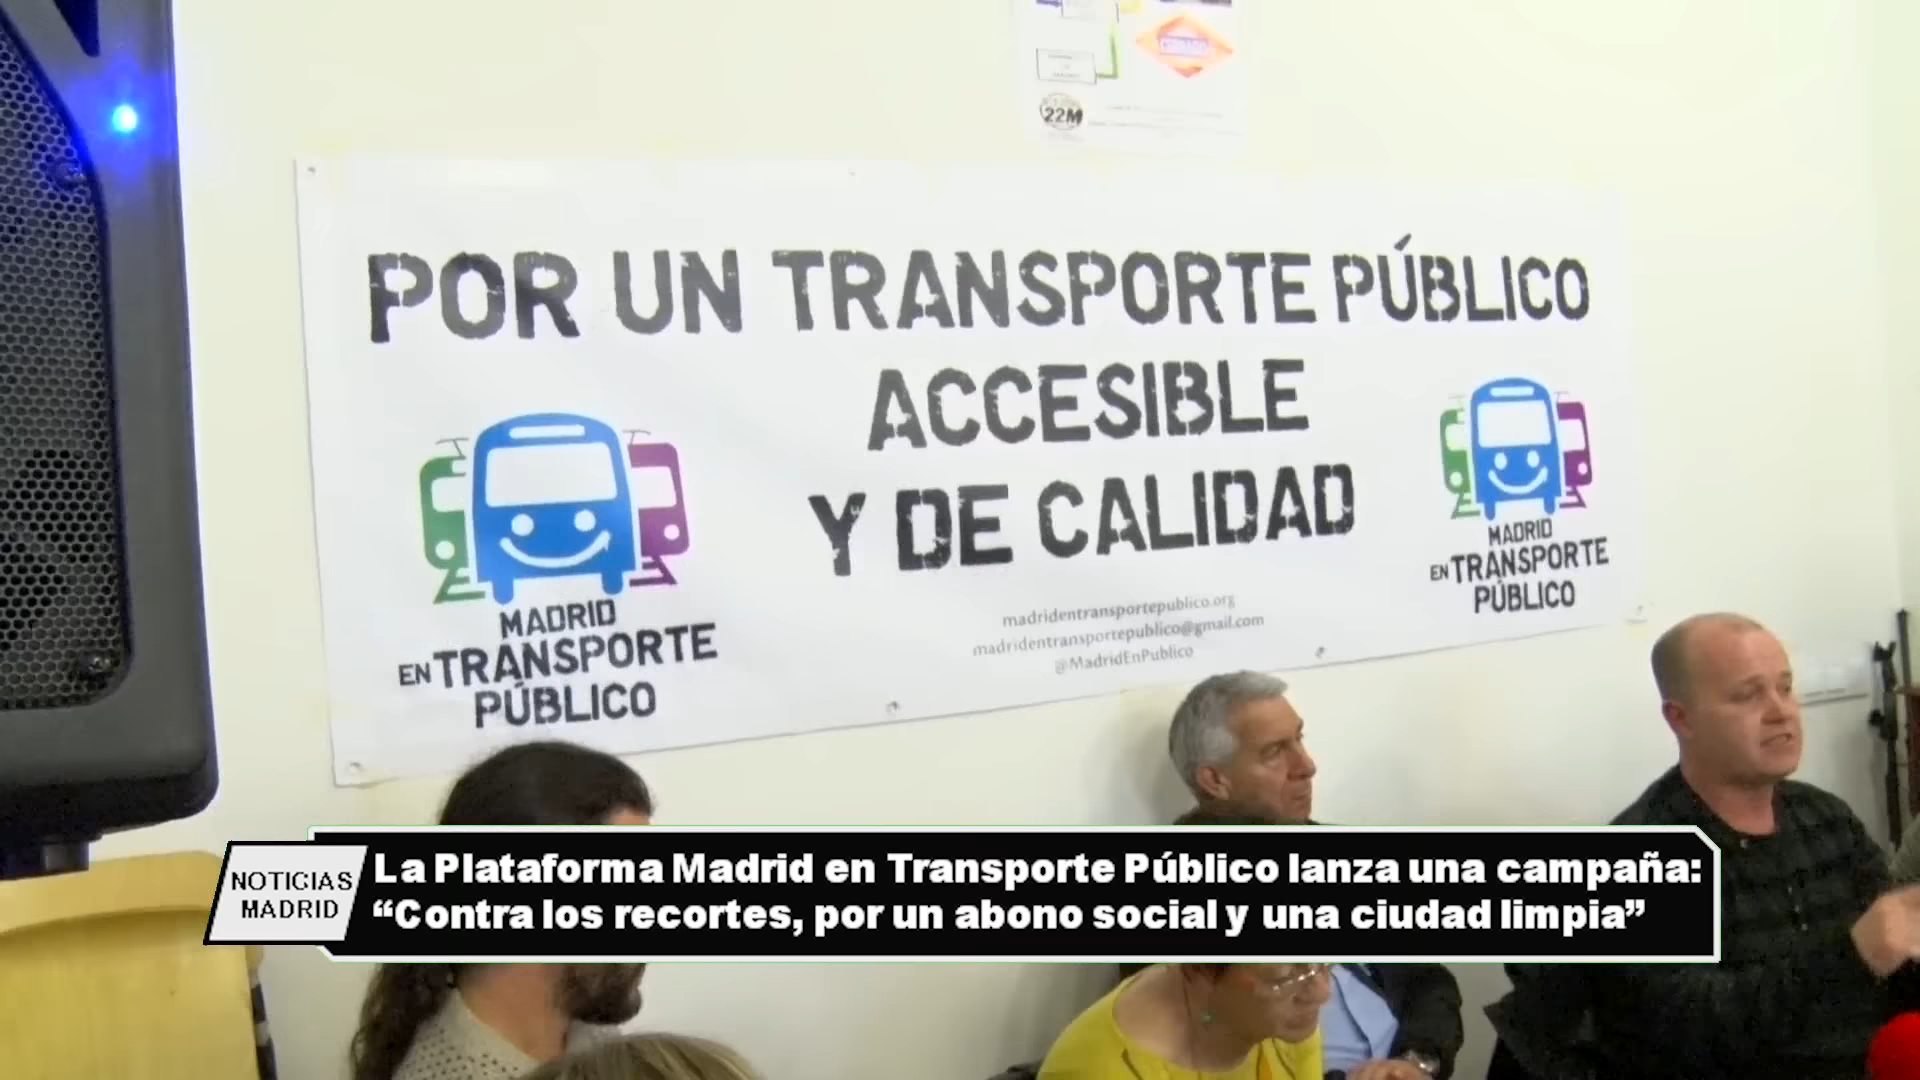 22M
POR UN TRANSPORTE PÚBLICO
ACCESIBLE
Y DE CALIDAD
MADRID
EN TRANSPORTE
PÚBLICO
MADRID
EN TRANSPORTE
PÚBLICO
madridentransportepublico.org
madridentransportepublico@gmail.com
@MadridEnPublico
NOTICIAS
MADRID
La Plataforma Madrid en Transporte Público lanza una campaña:
“Contra los recortes, por un abono social y una ciudad limpia”